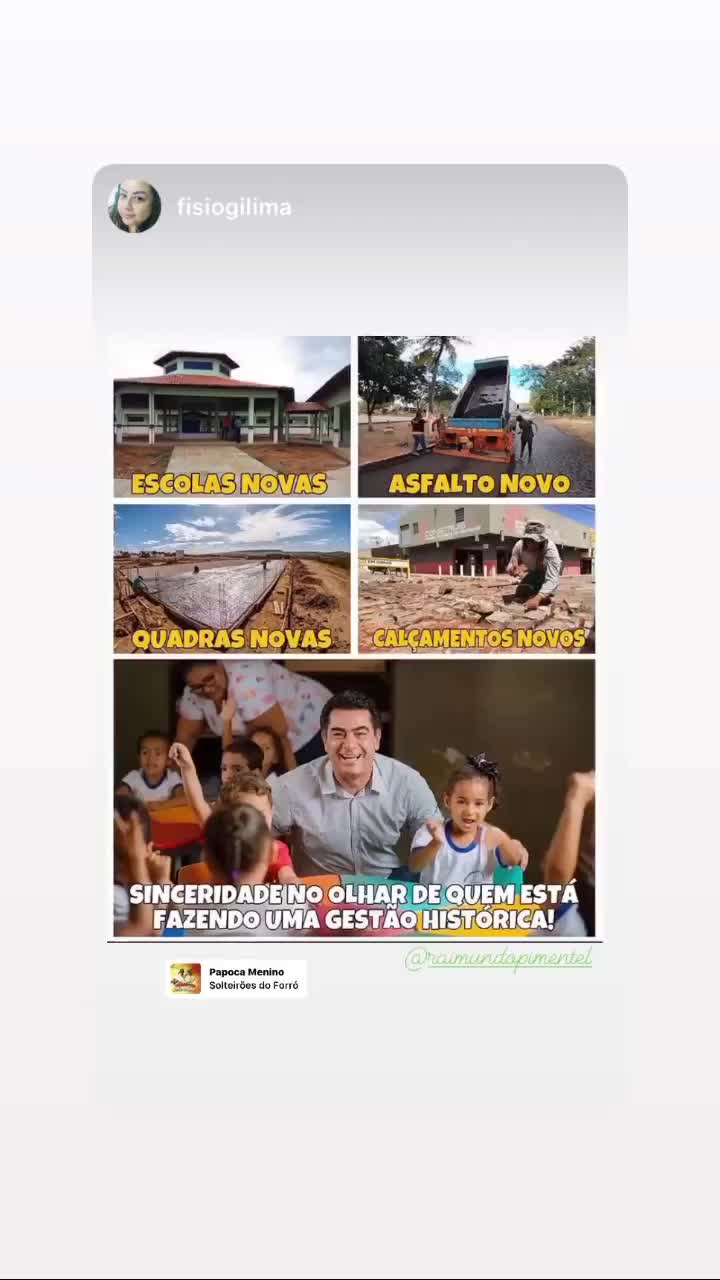 fisiogilima
ESCOLAS NOVAS
ASFALTO NOVO
QUADRAS NOVAS
CALÇAMENTOS NOVOS
SINCERIDADE NO OLHAR DE QUEM ESTÁ
FAZENDO UMA GESTÃO HISTÓRICA!
@raimundopimentel
Papoca Menino
Solteirões do Forró